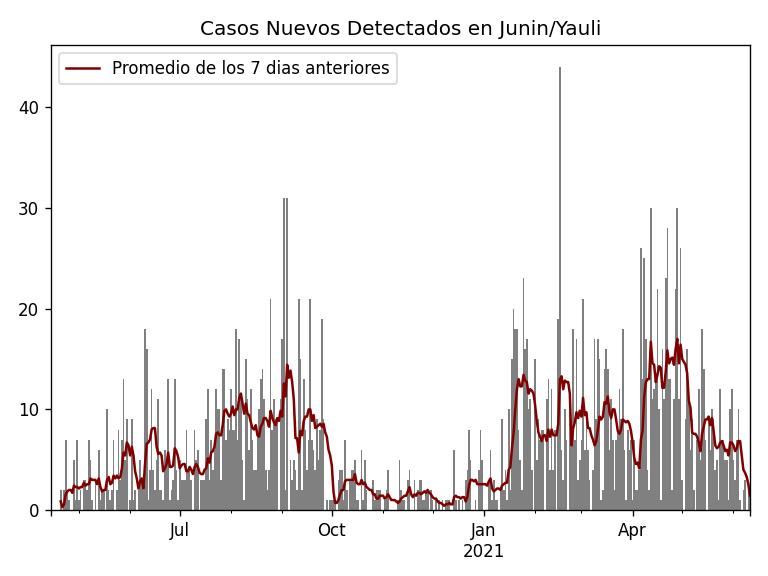 Casos Nuevos Detectados en Junin/Yauli
Promedio de los 7 dias anteriores
40
30
20
10
0
Jul
Oct
Jan
2021
Apr